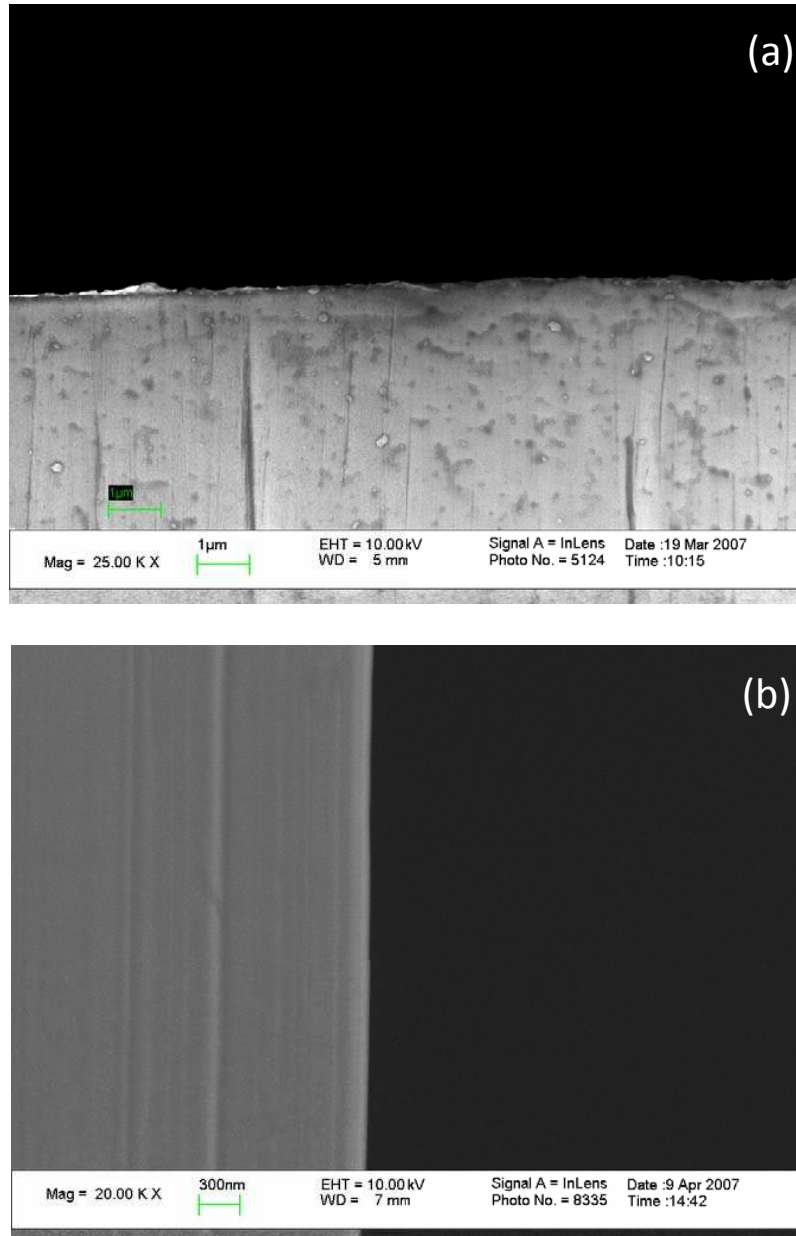 (a)
1µm
Mag = 25.00 K X
1µm
EHT = 10.00 kV
WD = 5 mm
Signal A = InLens
Photo No. = 5124
Date :19 Mar 2007
Time :10:15
(b)
Mag = 20.00 K X
300nm
EHT = 10.00 kV
WD = 7 mm
Signal A = InLens
Photo No. = 8335
Date :9 Apr 2007
Time :14:42